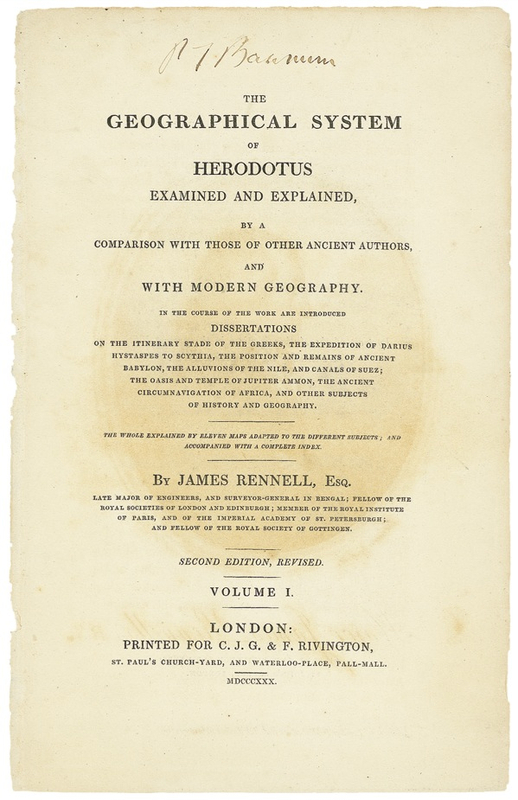 P T Barnum
THE
GEOGRAPHICAL SYSTEM
OF
HERODOTUS
EXAMINED AND EXPLAINED,
BY A
COMPARISON WITH THOSE OF OTHER ANCIENT AUTHORS,
AND
WITH MODERN GEOGRAPHY.
IN THE COURSE OF THE WORK ARE INTRODUCED
DISSERTATIONS
ON THE ITINERARY STADE OF THE GREEKS, THE EXPEDITION OF DARIUS
HYSTASPES TO SCYTHIA, THE POSITION AND REMAINS OF ANCIENT
BABYLON, THE ALLUVIONS OF THE NILE, AND CANALS OF SUEZ;
THE OASIS AND TEMPLE OF JUPITER AMMON, THE ANCIENT
CIRCUMNAVIGATION OF AFRICA, AND OTHER SUBJECTS
OF HISTORY AND GEOGRAPHY.
THE WHOLE EXPLAINED BY ELEVEN MAPS ADAPTED TO THE DIFFERENT SUBJECTS; AND
ACCOMPANIED WITH A COMPLETE INDEX.
BY JAMES RENNELL, ESQ.
LATE MAJOR OF ENGINEERS, AND SURVEYOR-GENERAL IN BENGAL; FELLOW OF THE
ROYAL SOCIETIES OF LONDON AND EDINBURGH; MEMBER OF THE ROYAL INSTITUTE
OF PARIS, AND OF THE IMPERIAL ACADEMY OF ST. PETERSBURGH;
AND FELLOW OF THE ROYAL SOCIETY OF GOTTINGEN.
SECOND EDITION, REVISED.
VOLUME I.
LONDON:
PRINTED FOR C. J. G. & F. RIVINGTON,
ST. PAUL'S CHURCH-YARD, AND WATERLOO-PLACE, PALL-MALL.
MDCCCXXX.